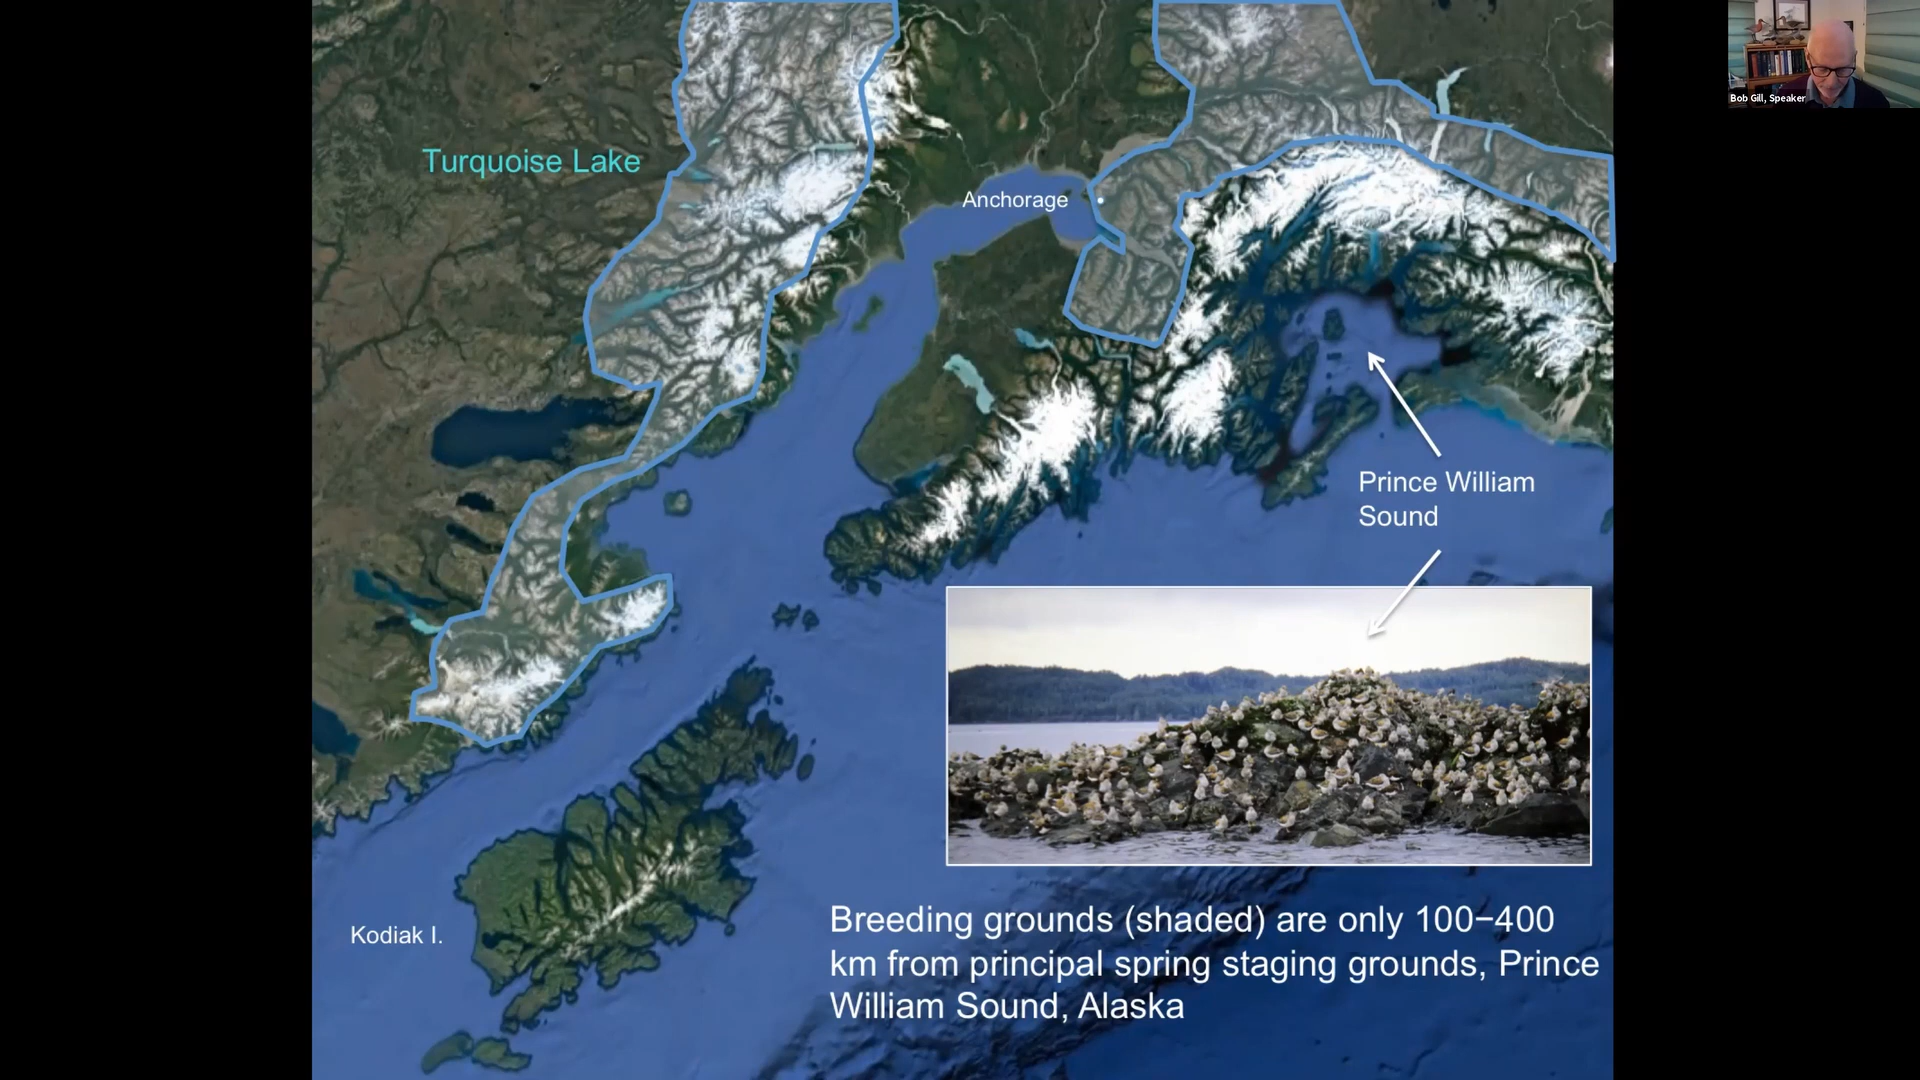 Turquoise Lake
Anchorage
Prince William
Sound
Kodiak I.
Breeding grounds (shaded) are only 100−400
km from principal spring staging grounds, Prince
William Sound, Alaska
Bob Gill, Speaker